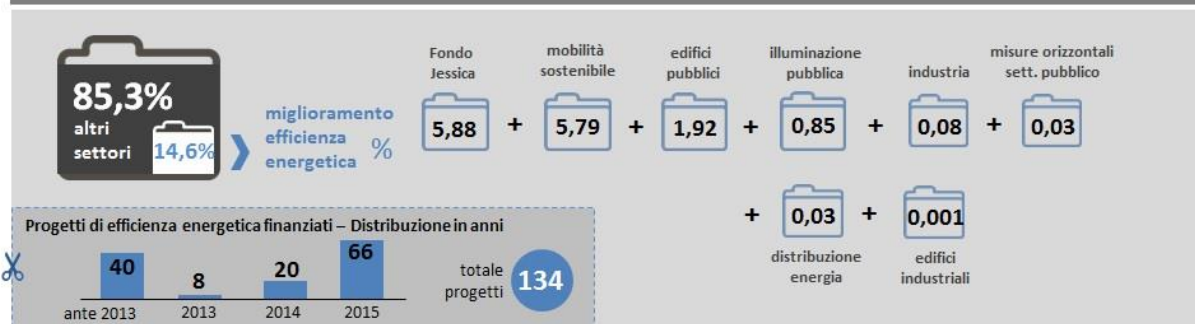 85,3%
altri
settori
14,6%
miglioramento
efficienza
energetica %
Fondo
Jessica
5,88
+
mobilità
sostenibile
5,79
+
edifici
pubblici
1,92
+
illuminazione
pubblica
0,85
+
industria
0,08
+
misure orizzontali
sett. pubblico
0,03
+
0,03
distribuzione
energia
+
0,001
edifici
industriali
Progetti di efficienza energetica finanziati – Distribuzione in anni
40
8
20
66
ante 2013
2013
2014
2015
totale
progetti
134